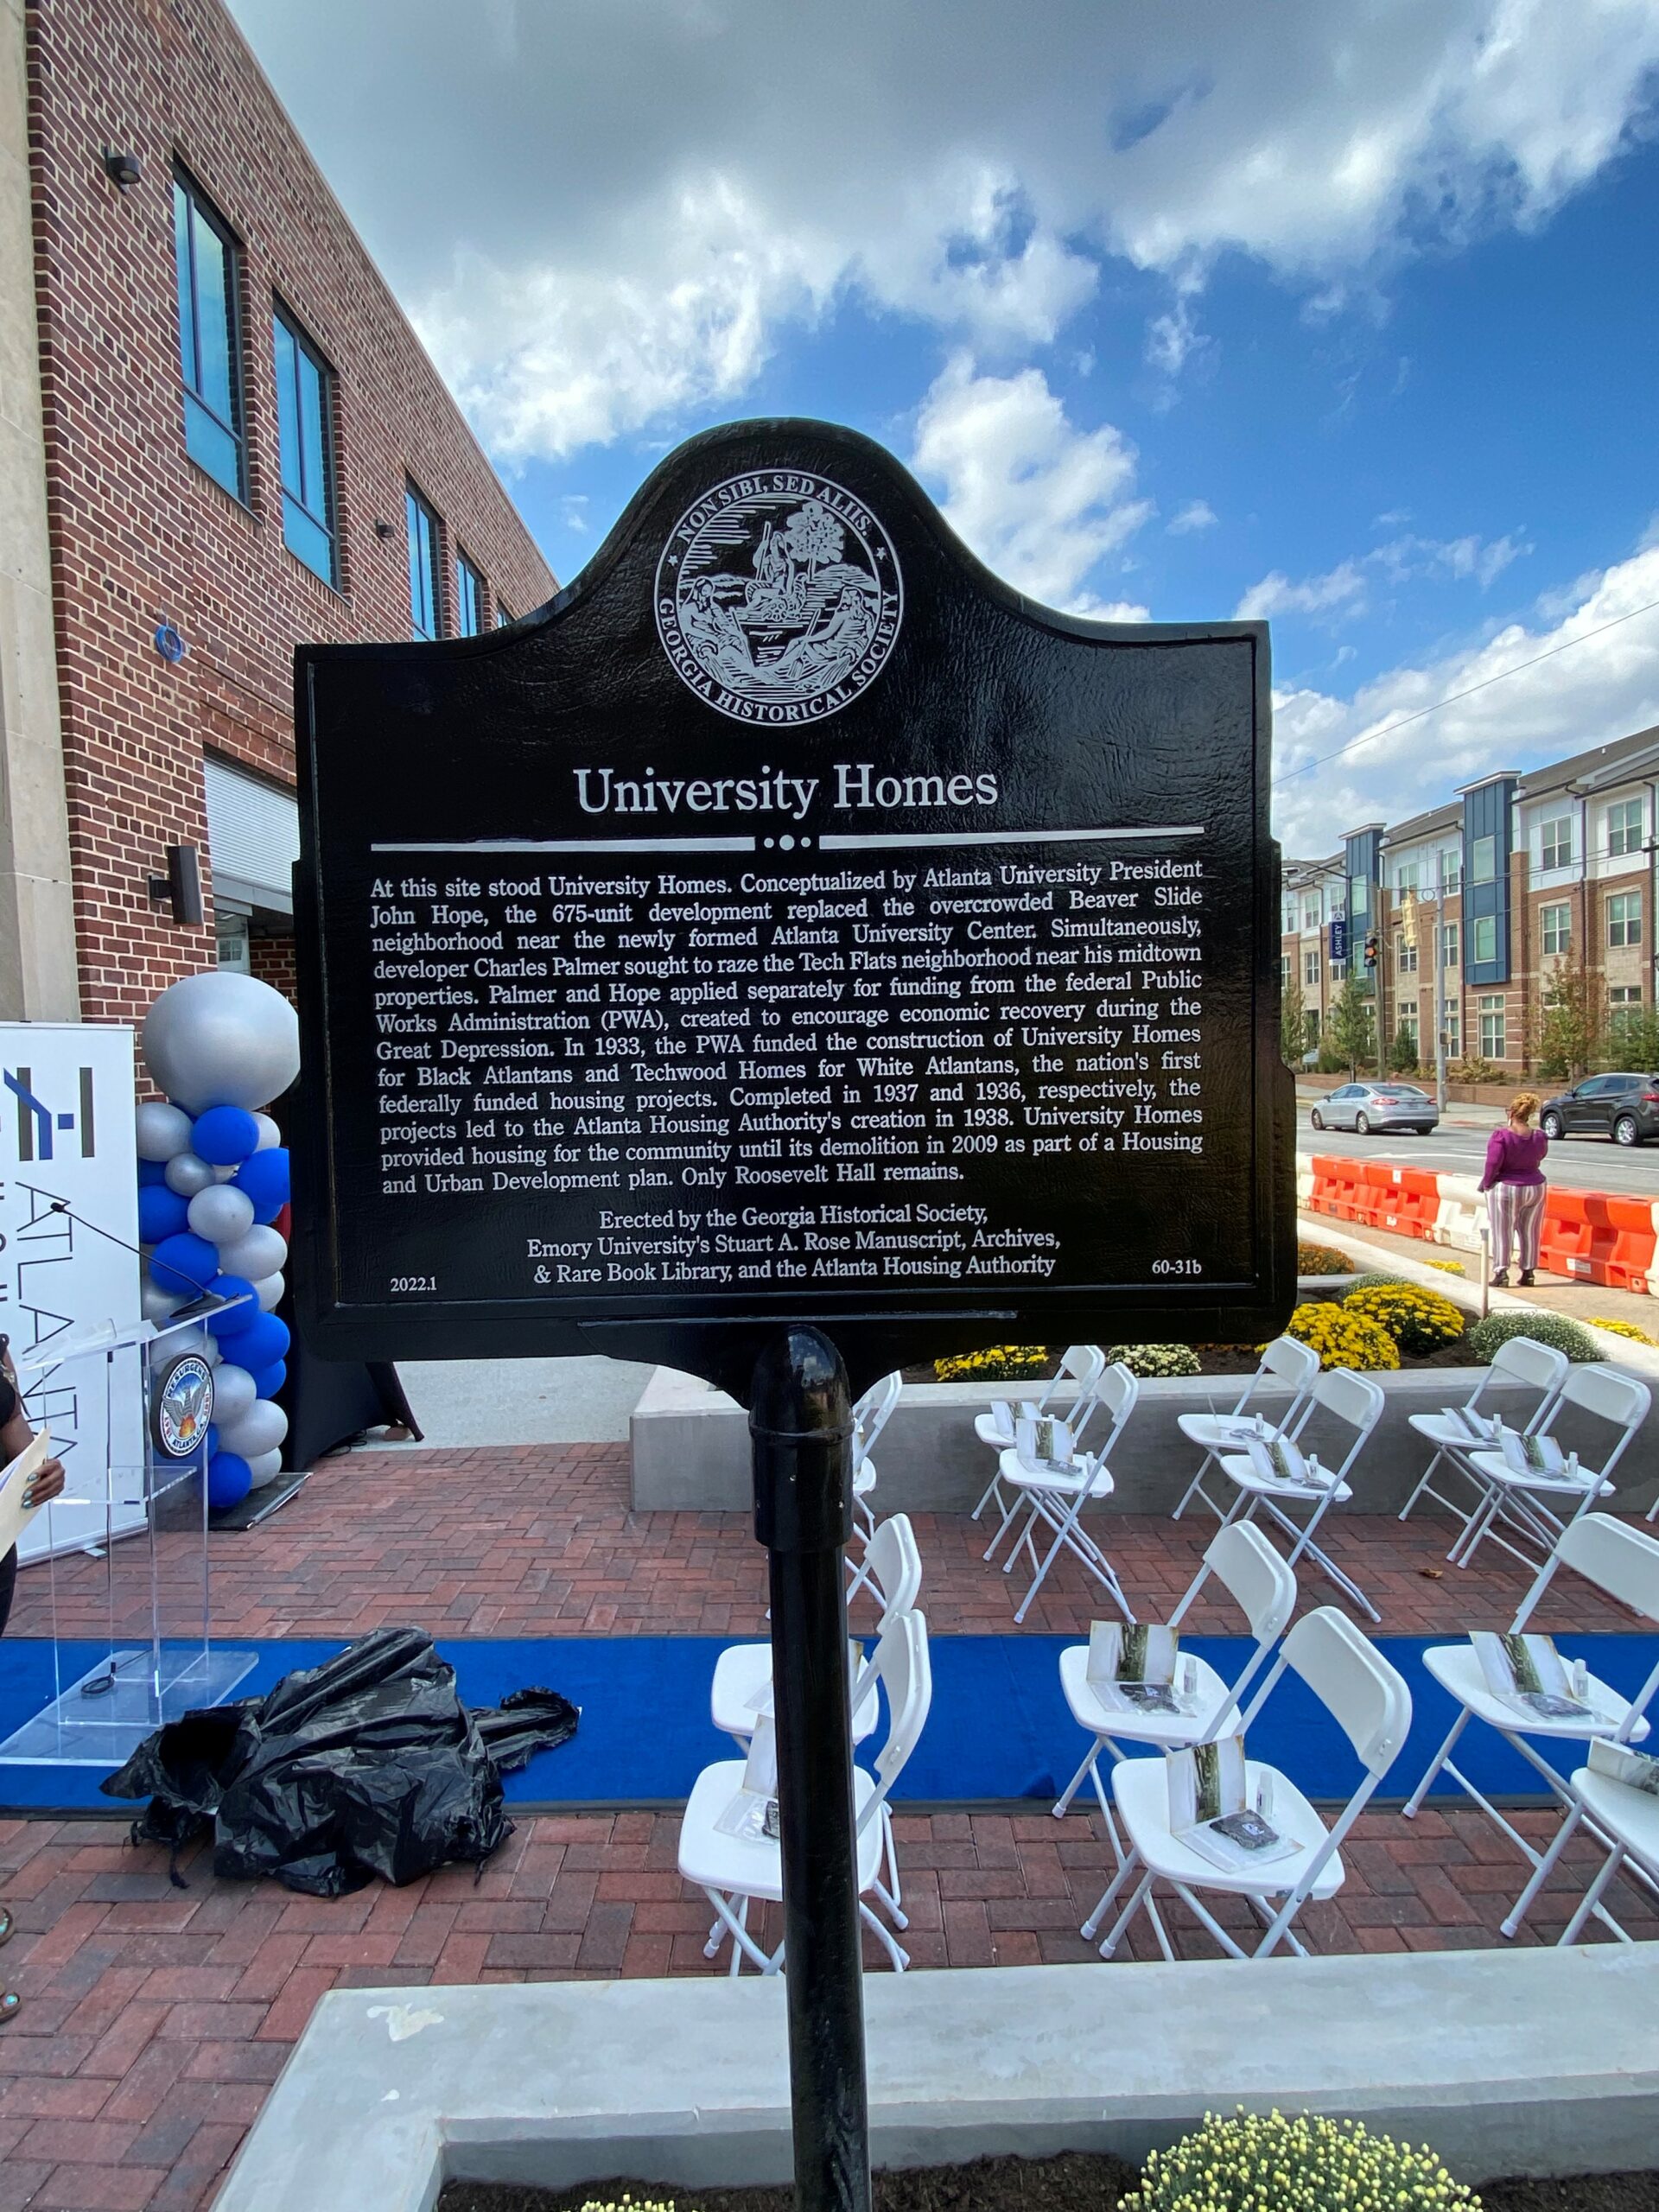 NON SIBI, SED ALIIS.
GEORGIA HISTORICAL SOCIETY
University Homes
At this site stood University Homes. Conceptualized by Atlanta University President
John Hope, the 675-unit development replaced the overcrowded Beaver Slide
neighborhood near the newly formed Atlanta University Center. Simultaneously,
developer Charles Palmer sought to raze the Tech Flats neighborhood near his midtown
properties. Palmer and Hope applied separately for funding from the federal Public
Works Administration (PWA), created to encourage economic recovery during the
Great Depression. In 1933, the PWA funded the construction of University Homes
for Black Atlantans and Techwood Homes for White Atlantans, the nation's first
federally funded housing projects. Completed in 1937 and 1936, respectively, the
projects led to the Atlanta Housing Authority's creation in 1938. University Homes
provided housing for the community until its demolition in 2009 as part of a Housing
and Urban Development plan. Only Roosevelt Hall remains.
Erected by the Georgia Historical Society,
Emory University's Stuart A. Rose Manuscript, Archives,
& Rare Book Library, and the Atlanta Housing Authority
2022.1
60-31b
ASHLEY
ATLANTA
RESURGENS
ATLANTA, GA.